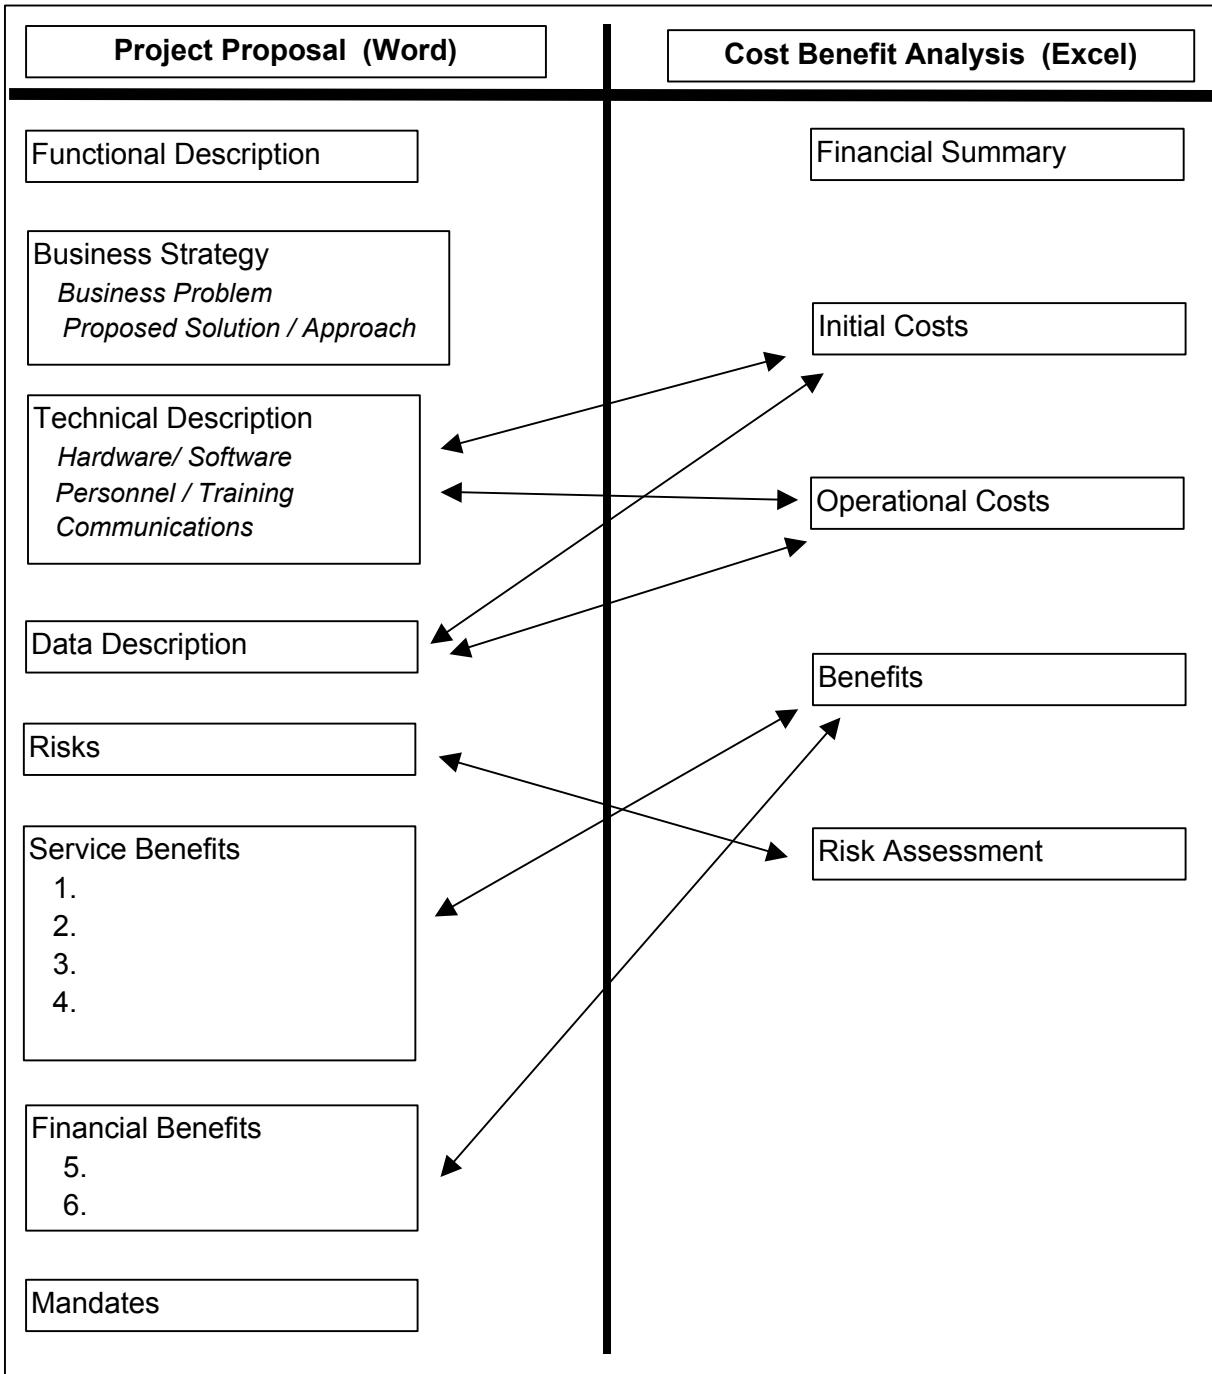 Project Proposal  (Word)
Cost Benefit Analysis  (Excel)
Functional Description
Business Strategy
Business Problem
Proposed Solution / Approach
Technical Description
Hardware/ Software
Personnel / Training
Communications
Data Description
Risks
Service Benefits
1.
2.
3.
4.
Financial Benefits
5.
6.
Mandates
Financial Summary
Initial Costs
Operational Costs
Benefits
Risk Assessment